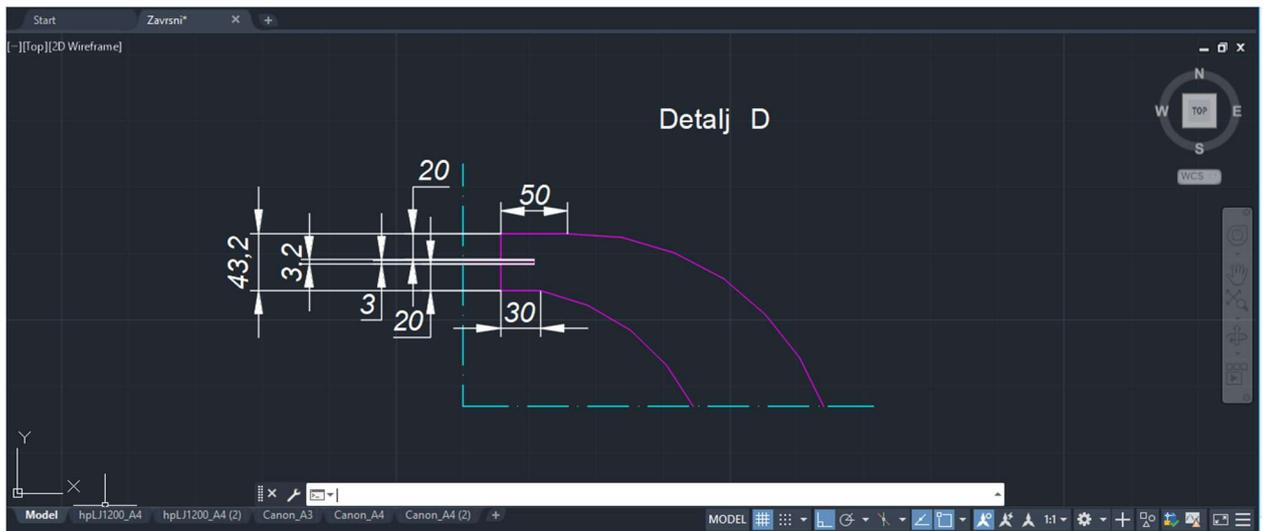 Start
Zavrsni*
[−][Top][2D Wireframe]
N
W
TOP
E
S
WCS
Detalj D
20
50
43,2
3,2
3
20
30
Y
X
Model
hpLJ1200_A4
hpLJ1200_A4 (2)
Canon_A3
Canon_A4
Canon_A4 (2)
MODEL
1:1